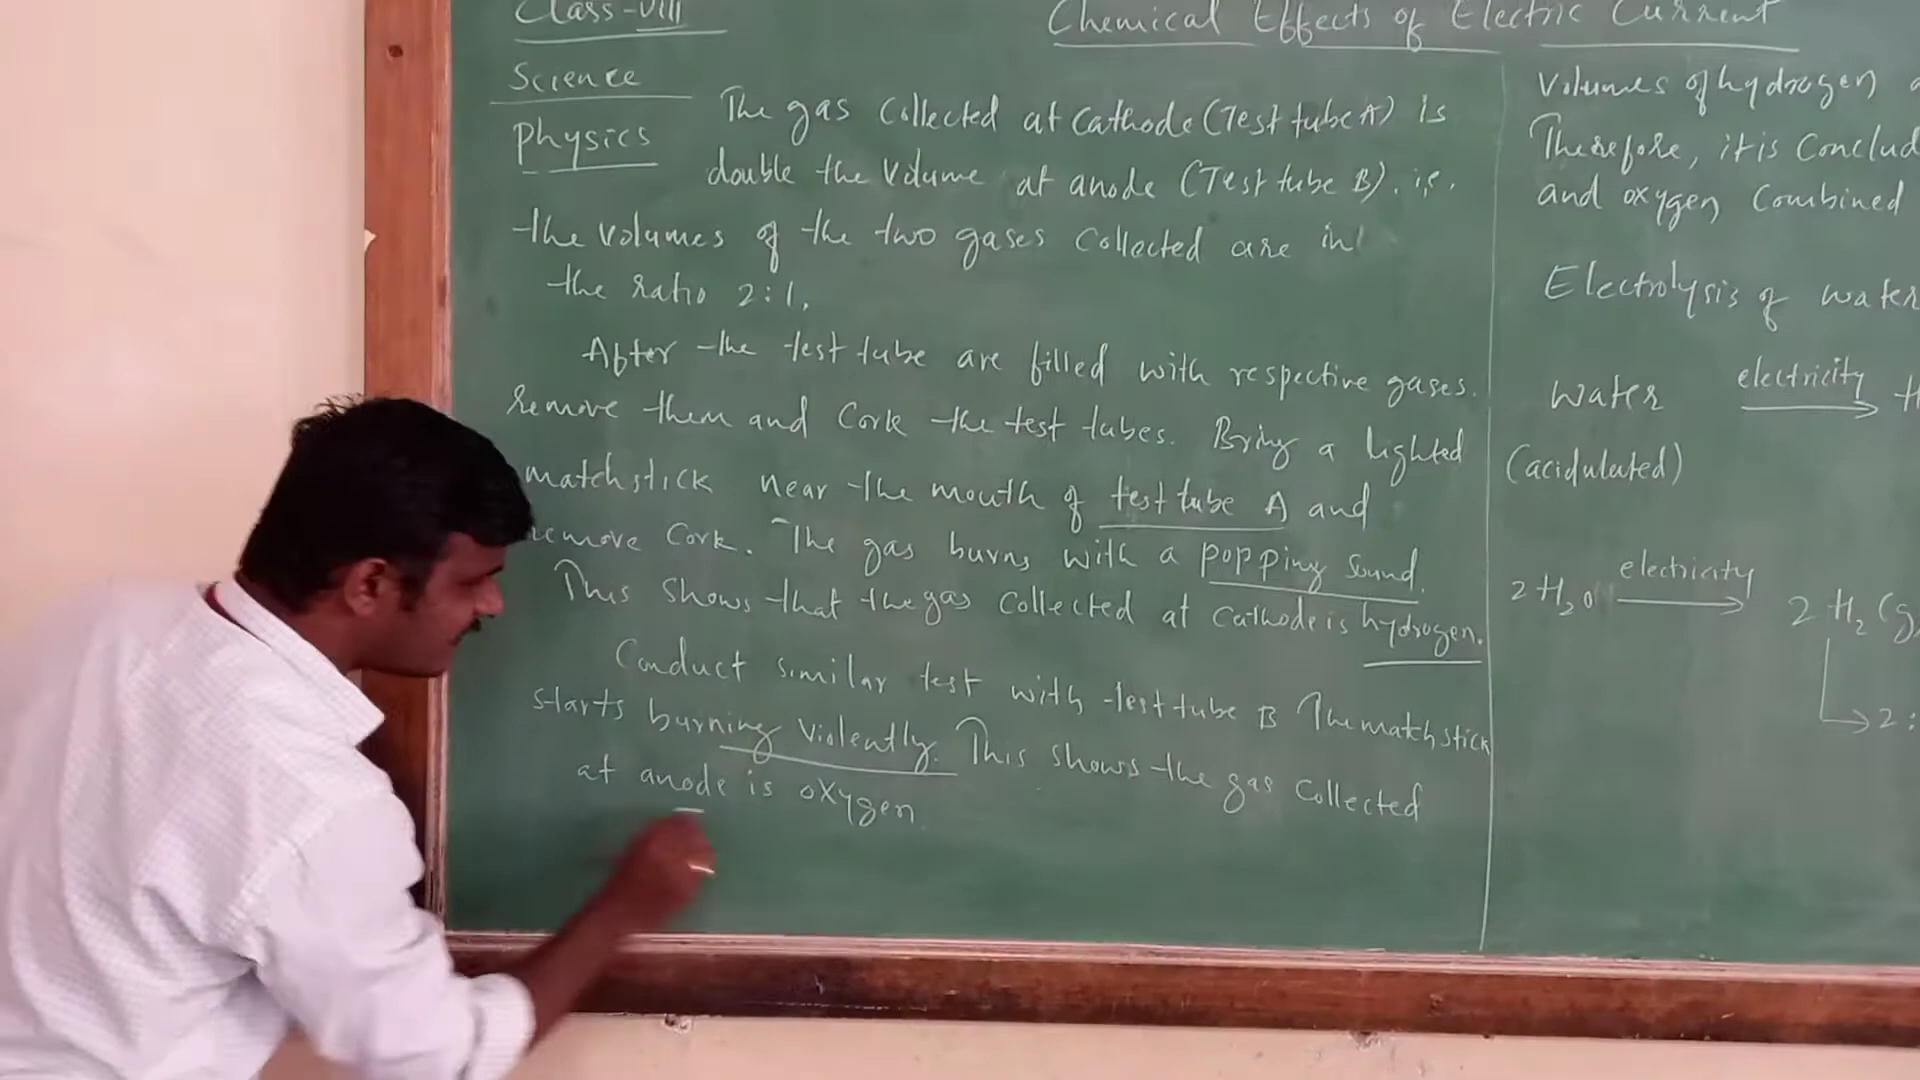 Class-VIII
Chemical Effects of Electric Current
Science
Physics
The gas collected at cathode (Test tube A) is
double the volume at anode (Test tube B). i.e.
the volumes of the two gases collected are in
the ratio 2:1.
After the test tube are filled with respective gases.
remove them and cork the test tubes. Bring a lighted
matchstick near the mouth of test tube A and
remove cork. The gas burns with a popping sound.
This shows that the gas collected at cathode is hydrogen.
Conduct similar test with test tube B The matchstick
starts burning violently. This shows the gas collected
at anode is oxygen.
Volumes of hydrogen
Therefore, it is Conclud
and oxygen combined
Electrolysis of water
electricity
Water
(acidulated)
electricity
2H₂O
2H₂(g
2: